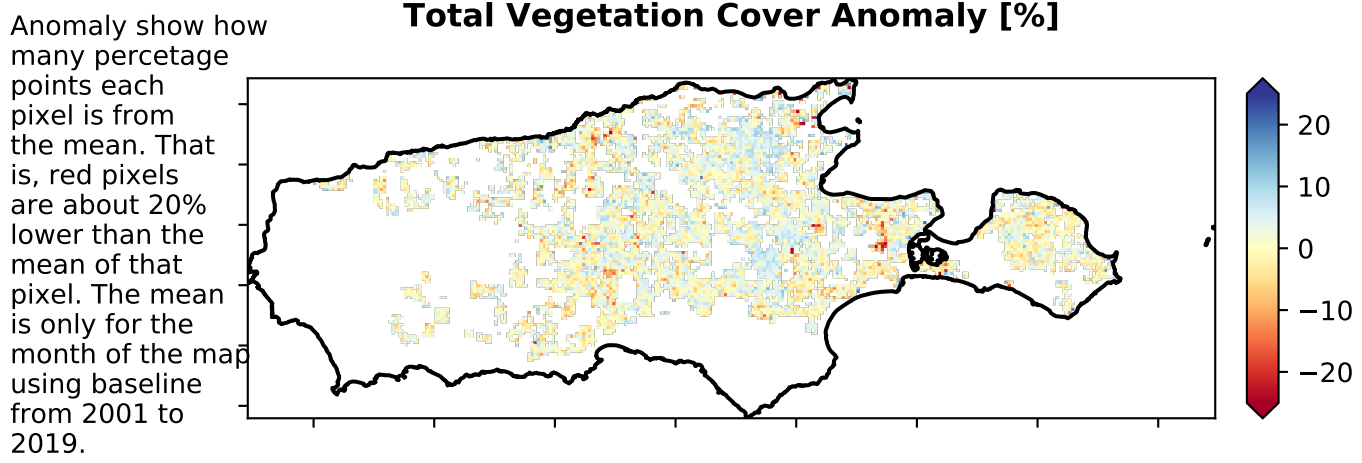 Total Vegetation Cover Anomaly [%]
Anomaly show how
many percetage
points each
pixel is from
the mean. That
is, red pixels
are about 20%
lower than the
mean of that
pixel. The mean
is only for the
month of the map
using baseline
from 2001 to
2019.
20
10
0
−10
−20